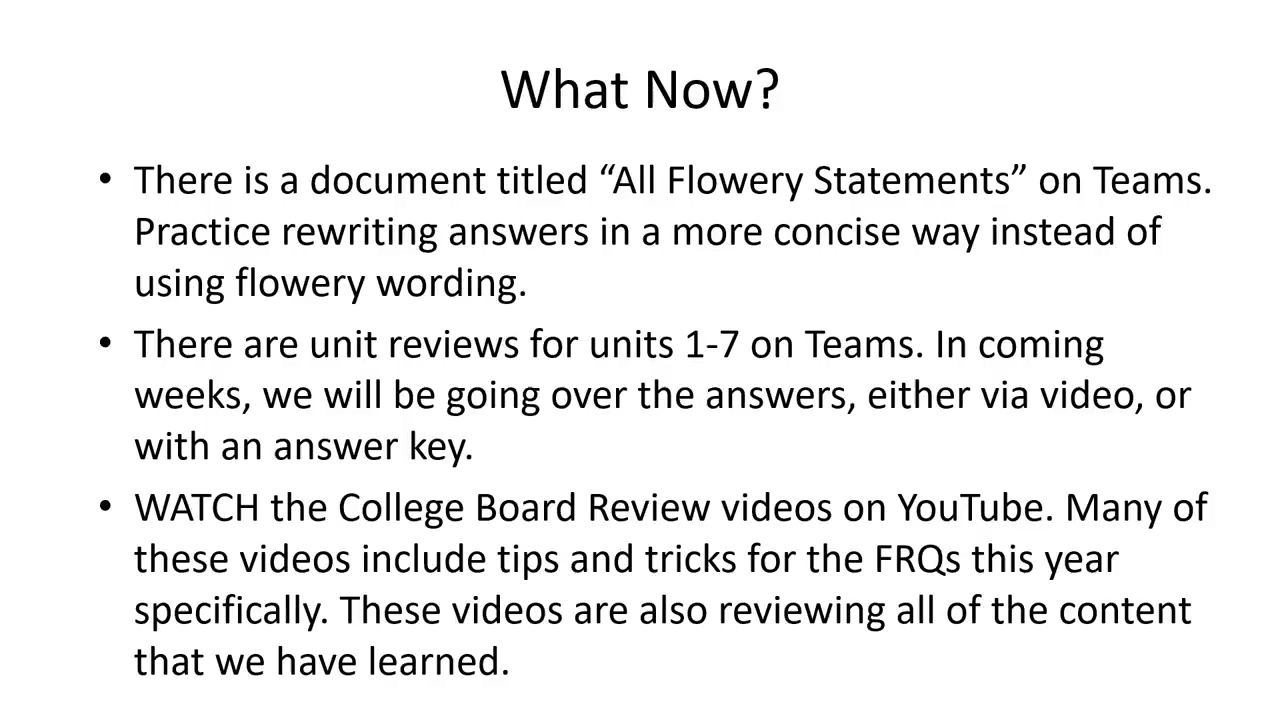 What Now?
• There is a document titled “All Flowery Statements” on Teams.
Practice rewriting answers in a more concise way instead of
using flowery wording.
• There are unit reviews for units 1-7 on Teams. In coming
weeks, we will be going over the answers, either via video, or
with an answer key.
• WATCH the College Board Review videos on YouTube. Many of
these videos include tips and tricks for the FRQs this year
specifically. These videos are also reviewing all of the content
that we have learned.